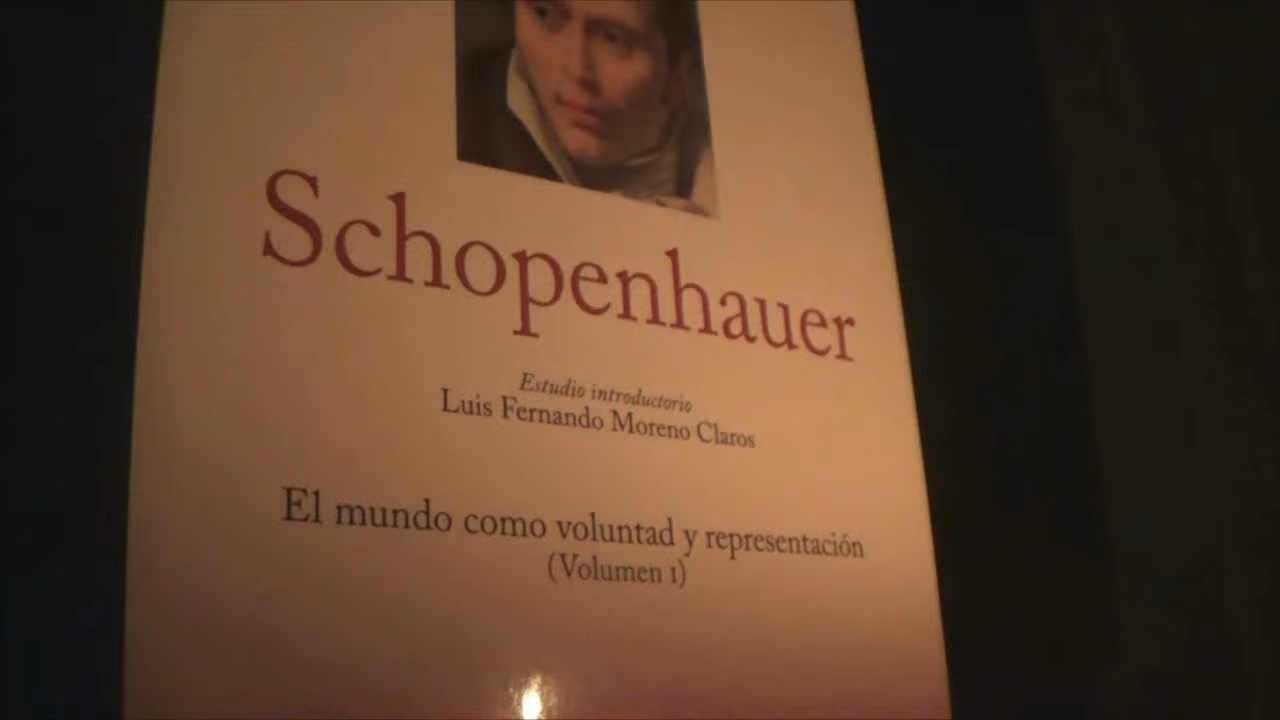 Schopenhauer
Estudio introductorio
Luis Fernando Moreno Claros
El mundo como voluntad y representación
(Volumen 1)